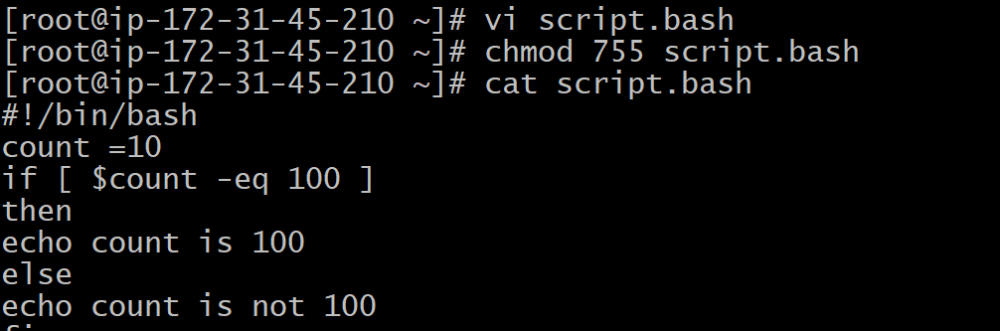 [root@ip-172-31-45-210 ~]# vi script.bash
[root@ip-172-31-45-210 ~]# chmod 755 script.bash
[root@ip-172-31-45-210 ~]# cat script.bash
#!/bin/bash
count =10
if [ $count -eq 100 ]
then
echo count is 100
else
echo count is not 100
fi